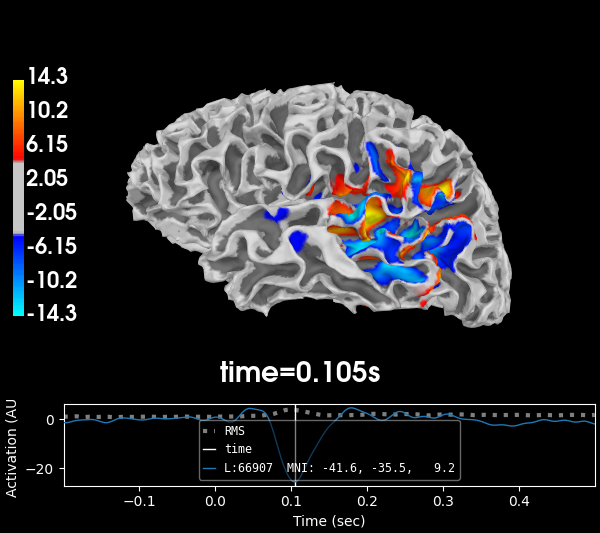 14.3
10.2
6.15
2.05
-2.05
-6.15
-10.2
-14.3
time=0.105s
Activation (AU
0
−20
RMS
time
L:66907 MNI: -41.6, -35.5, 9.2
−0.1 0.0 0.1 0.2 0.3 0.4
Time (sec)